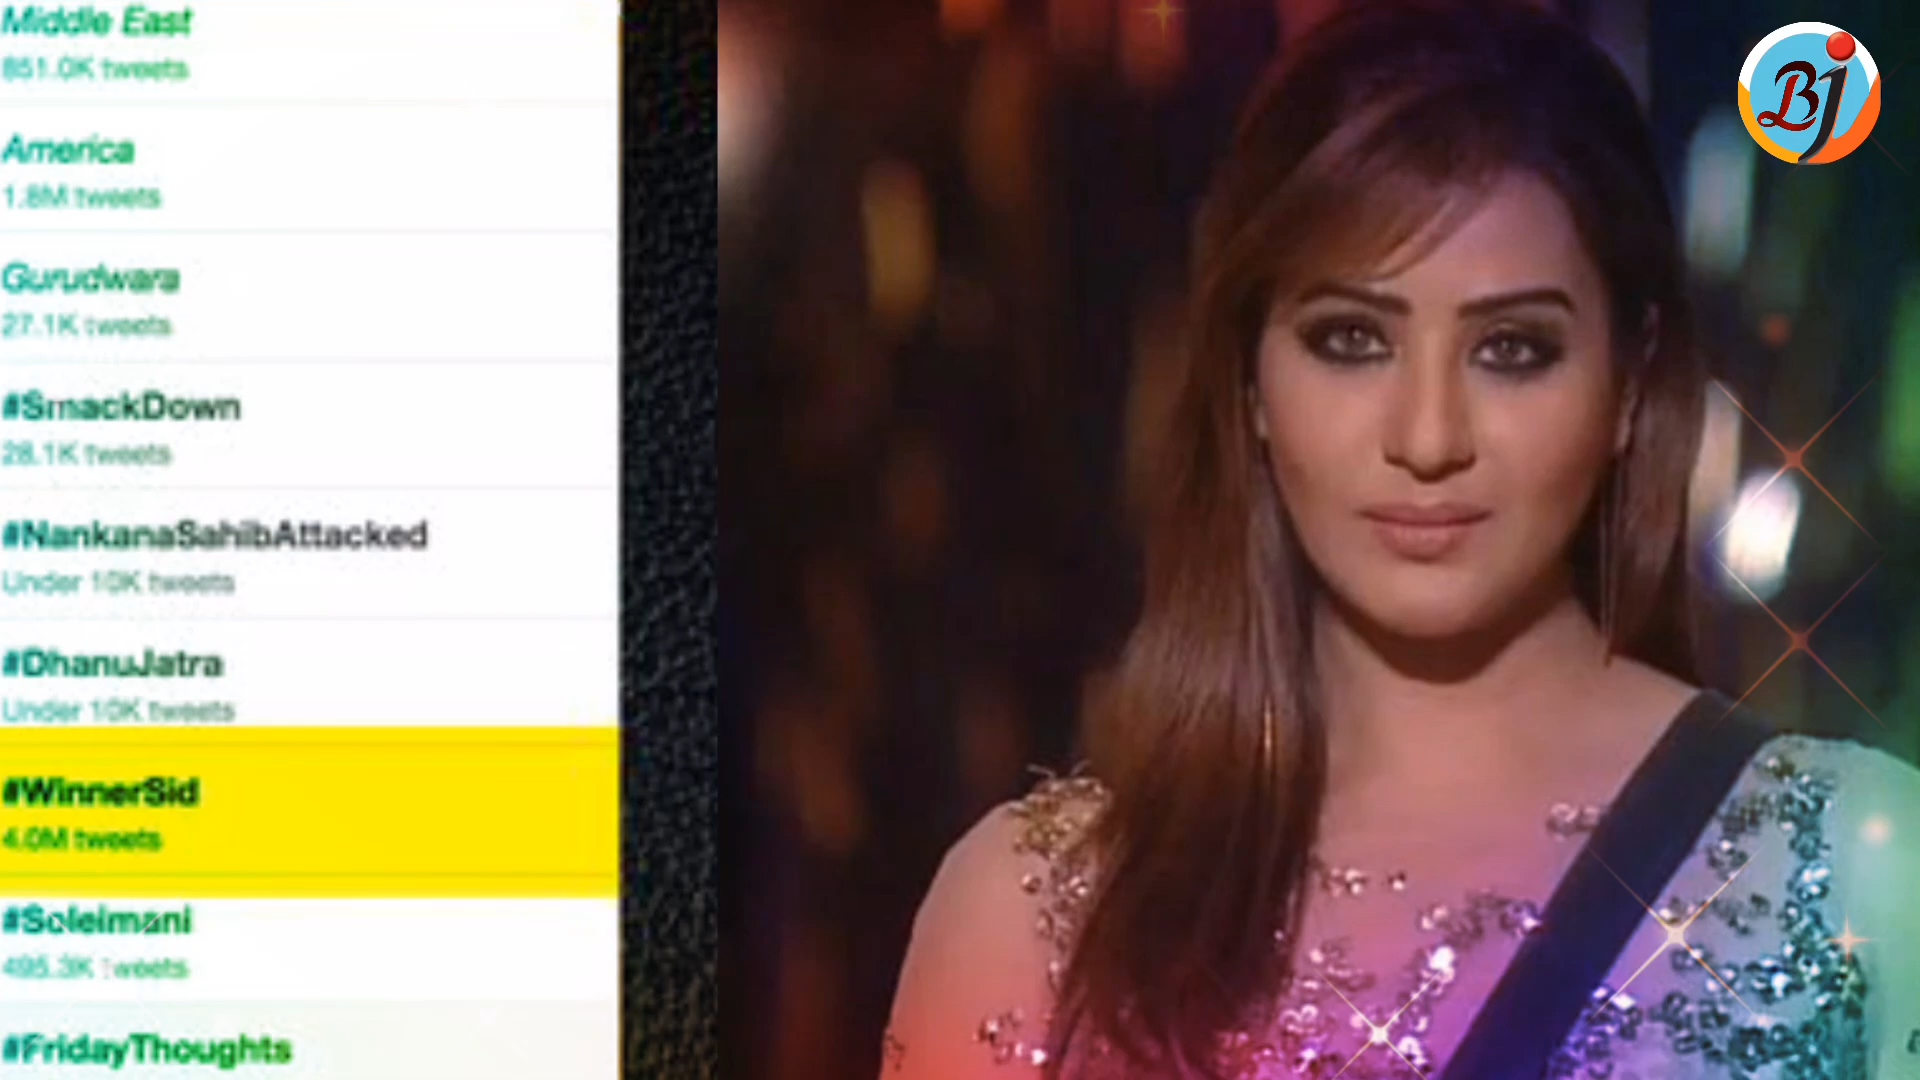 Middle East
851.0K tweets
America
1.8M tweets
Gurudwara
27.1K tweets
#SmackDown
28.1K tweets
#NankanaSahibAttacked
Under 10K tweets
#DhanuJatra
Under 10K tweets
#WinnerSid
4.0M tweets
#Soleimani
495.3K tweets
#FridayThoughts
Bj